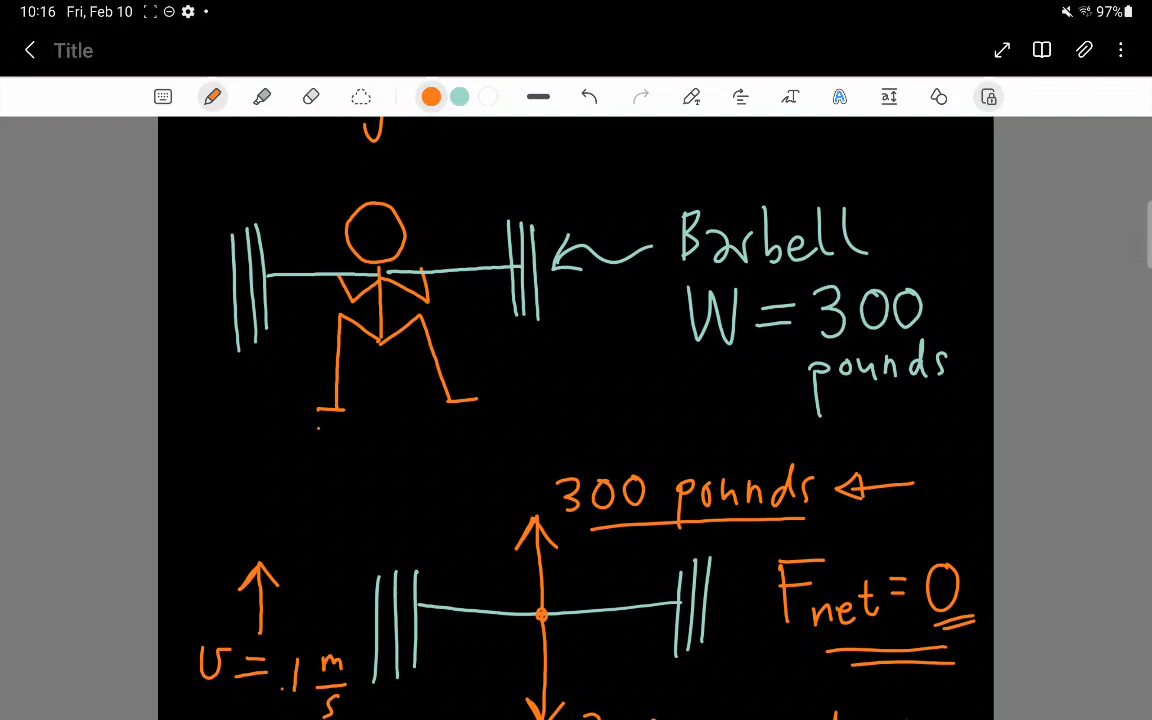 10:16 Fri, Feb 10
97%
Title
Barbell
W = 300
pounds
300 pounds
Fnet = 0
v = .1 m/s